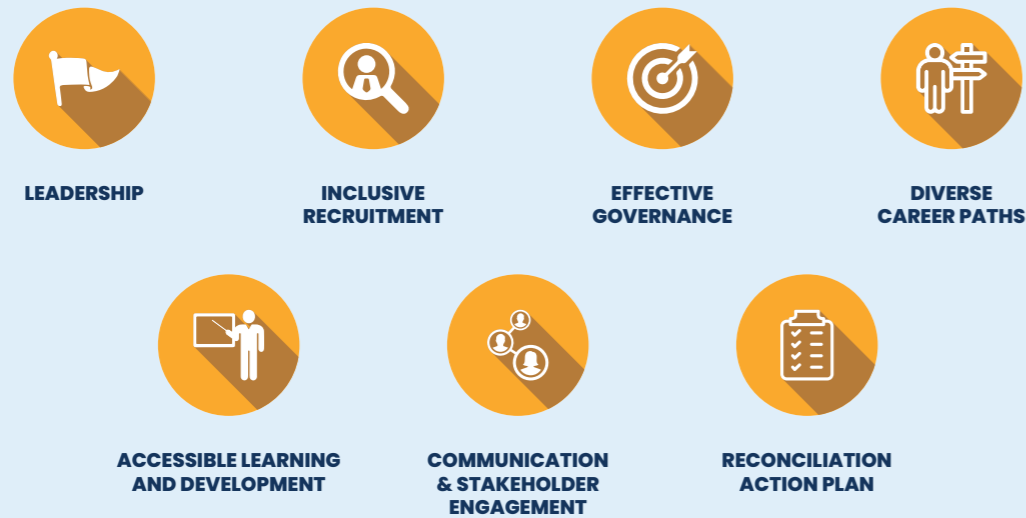 LEADERSHIP
INCLUSIVE
RECRUITMENT
EFFECTIVE
GOVERNANCE
DIVERSE
CAREER PATHS
ACCESSIBLE LEARNING
AND DEVELOPMENT
COMMUNICATION
& STAKEHOLDER
ENGAGEMENT
RECONCILIATION
ACTION PLAN